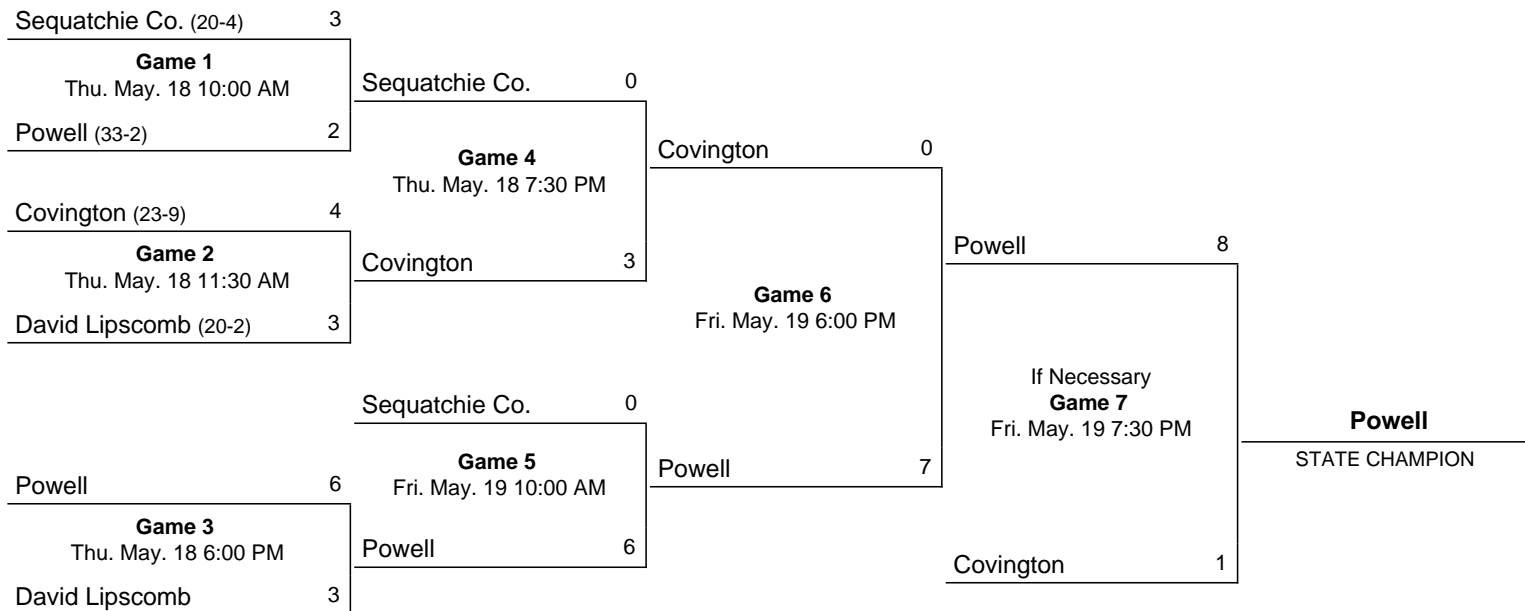 Sequatchie Co. (20-4) 3
Game 1
Thu. May. 18 10:00 AM
Powell (33-2) 2
Covington (23-9) 4
Game 2
Thu. May. 18 11:30 AM
David Lipscomb (20-2) 3
Powell 6
Game 3
Thu. May. 18 6:00 PM
David Lipscomb 3
Sequatchie Co. 0
Game 4
Thu. May. 18 7:30 PM
Covington 3
Sequatchie Co. 0
Game 5
Fri. May. 19 10:00 AM
Powell 6
Covington 0
Game 6
Fri. May. 19 6:00 PM
Powell 7
Powell 8
If Necessary
Game 7
Fri. May. 19 7:30 PM
Covington 1
Powell
STATE CHAMPION